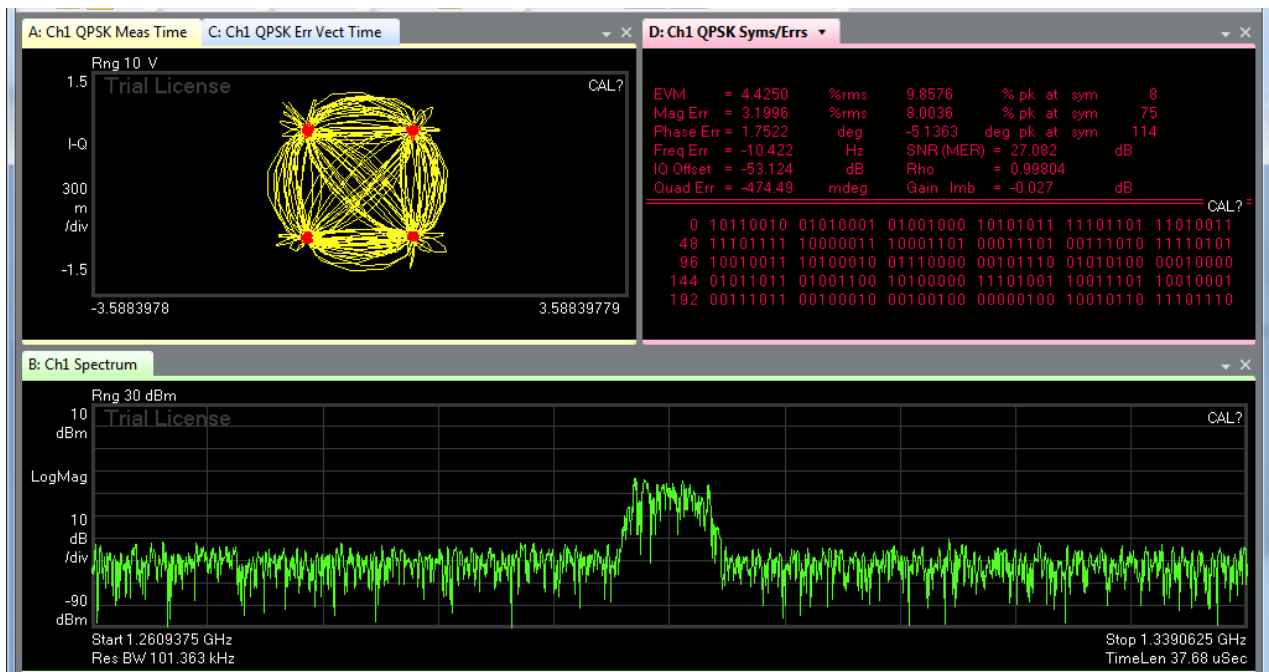 A: Ch1 QPSK Meas Time C: Ch1 QPSK Err Vect Time
Rng 10 V
1.5
Trial License
CAL?
I-Q
300
m
/div
-1.5
-3.5883978
3.58839779
D: Ch1 QPSK Syms/Errs
EVM = 4.4250 %rms 9.8576 % pk at sym 8
Mag Err = 3.1996 %rms 8.0036 % pk at sym 75
Phase Err = 1.7522 deg -5.1363 deg pk at sym 114
Freq Err = -10.422 Hz SNR(MER) = 27.082 dB
IQ Offset = -53.124 dB Rho = 0.99804
Quad Err = -474.49 mdeg Gain Imb = -0.027 dB
CAL?
0 10110010 01010001 01001000 10101011 11101101 11010011
48 11101111 10000011 10001101 00011101 00111010 11110101
96 10010011 10100010 01110000 00101110 01010100 00010000
144 01011011 01001100 10100000 11101001 10011101 10010001
192 00111011 00100010 00100100 00000100 10010110 11101110
B: Ch1 Spectrum
Rng 30 dBm
10
dBm
Trial License
CAL?
LogMag
10
dB
/div
-90
dBm
Start 1.2609375 GHz
Stop 1.3390625 GHz
Res BW 101.363 kHz
TimeLen 37.68 uSec